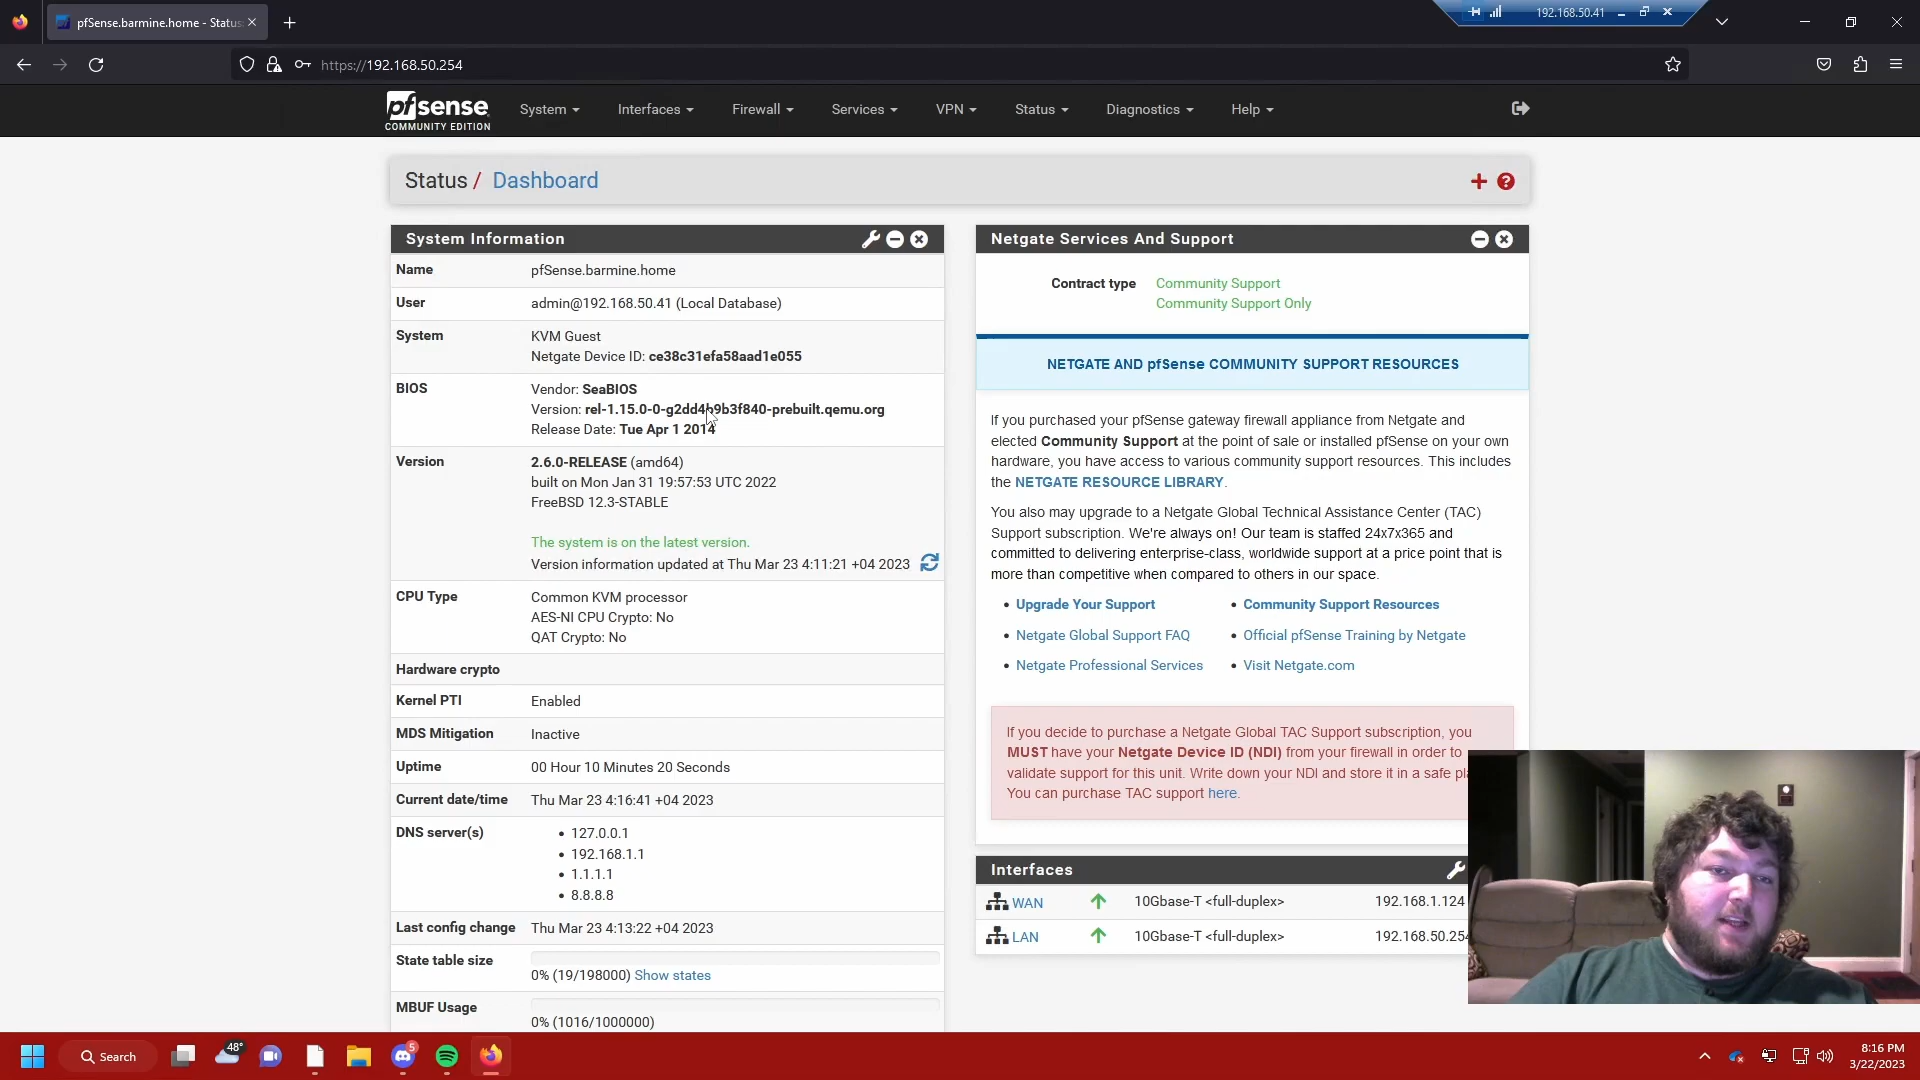 pfSense.barmine.home - Status:
192.168.50.41
https://192.168.50.254
pfsense
COMMUNITY EDITION
System
Interfaces
Firewall
Services
VPN
Status
Diagnostics
Help
Status / Dashboard
System Information
Name
pfSense.barmine.home
User
admin@192.168.50.41 (Local Database)
System
KVM Guest
Netgate Device ID: ce38c31efa58aad1e055
BIOS
Vendor: SeaBIOS
Version: rel-1.15.0-0-g2dd4b9b3f840-prebuilt.qemu.org
Release Date: Tue Apr 1 2014
Version
2.6.0-RELEASE (amd64)
built on Mon Jan 31 19:57:53 UTC 2022
FreeBSD 12.3-STABLE
The system is on the latest version.
Version information updated at Thu Mar 23 4:11:21 +04 2023
CPU Type
Common KVM processor
AES-NI CPU Crypto: No
QAT Crypto: No
Hardware crypto
Kernel PTI
Enabled
MDS Mitigation
Inactive
Uptime
00 Hour 10 Minutes 20 Seconds
Current date/time
Thu Mar 23 4:16:41 +04 2023
DNS server(s)
127.0.0.1
192.168.1.1
1.1.1.1
8.8.8.8
Last config change
Thu Mar 23 4:13:22 +04 2023
State table size
0% (19/198000) Show states
MBUF Usage
0% (1016/1000000)
Netgate Services And Support
Contract type
Community Support
Community Support Only
NETGATE AND pfSense COMMUNITY SUPPORT RESOURCES
If you purchased your pfSense gateway firewall appliance from Netgate and
elected Community Support at the point of sale or installed pfSense on your own
hardware, you have access to various community support resources. This includes
the NETGATE RESOURCE LIBRARY.
You also may upgrade to a Netgate Global Technical Assistance Center (TAC)
Support subscription. We're always on! Our team is staffed 24x7x365 and
committed to delivering enterprise-class, worldwide support at a price point that is
more than competitive when compared to others in our space.
Upgrade Your Support
Community Support Resources
Netgate Global Support FAQ
Official pfSense Training by Netgate
Netgate Professional Services
Visit Netgate.com
If you decide to purchase a Netgate Global TAC Support subscription, you
MUST have your Netgate Device ID (NDI) from your firewall in order to
validate support for this unit. Write down your NDI and store it in a safe
You can purchase TAC support here.
Interfaces
WAN
10Gbase-T <full-duplex>
192.168.1.124
LAN
10Gbase-T <full-duplex>
192.168.50.254
Search
48°
5
8:16 PM
3/22/2023